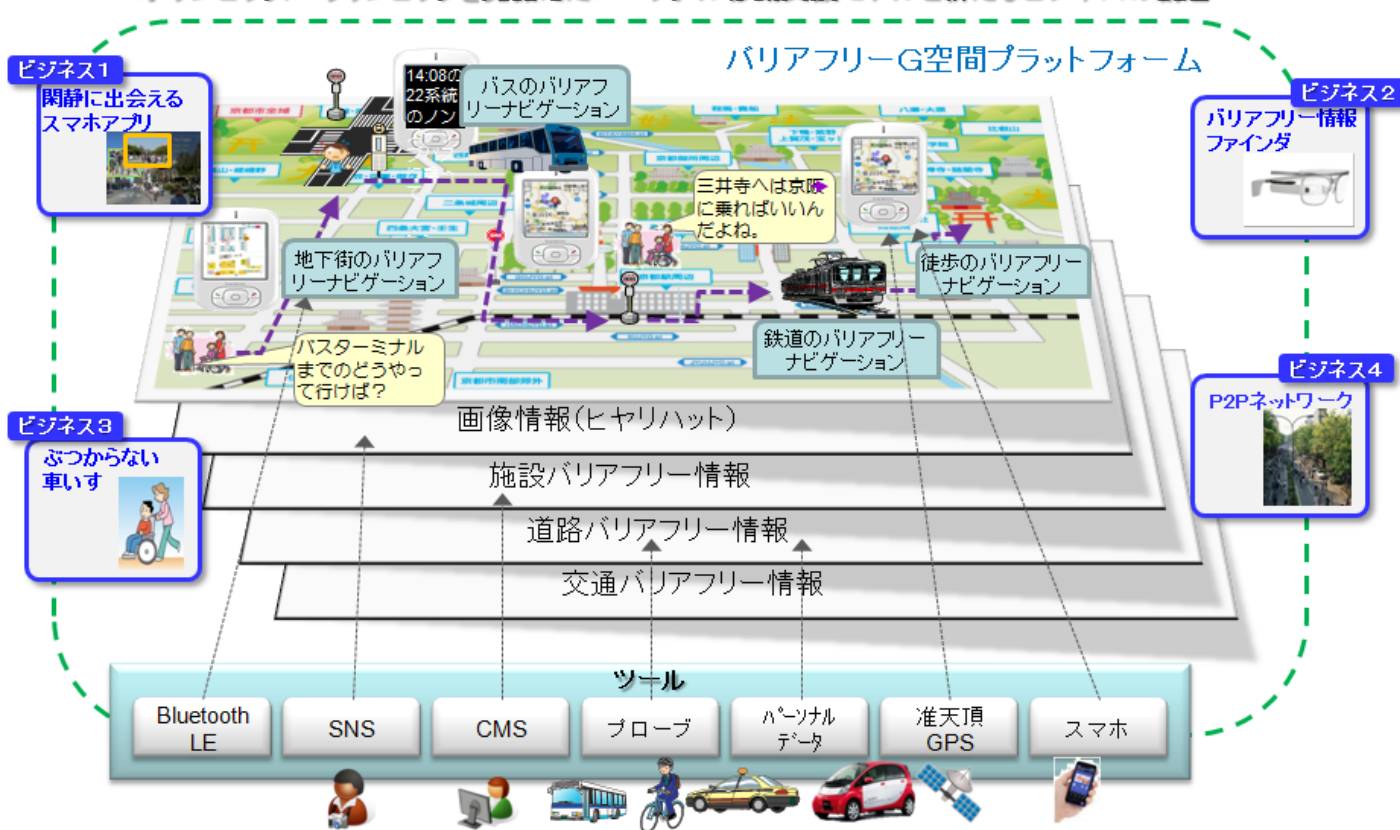 バリアフリーG空間プラットフォーム
ビジネス1
閑静に出会える
スマホアプリ
14:08の
22系統
のノン
バスのバリアフ
リーナビゲーション
ビジネス2
バリアフリー情報
ファインダ
三井寺へは京阪
に乗ればいいん
だよね。
地下街のバリアフ
リーナビゲーション
徒歩のバリアフリー
ナビゲーション
鉄道のバリアフリー
ナビゲーション
バスターミナル
までのどうやっ
て行けば？
京都駅周辺
京都市南部郊外
ビジネス3
ぶつからない
車いす
ビジネス4
P2Pネットワーク
画像情報(ヒヤリハット)
施設バリアフリー情報
道路バリアフリー情報
交通バリアフリー情報
ツール
Bluetooth
LE
SNS
CMS
プローブ
パーソナル
データ
准天頂
GPS
スマホ